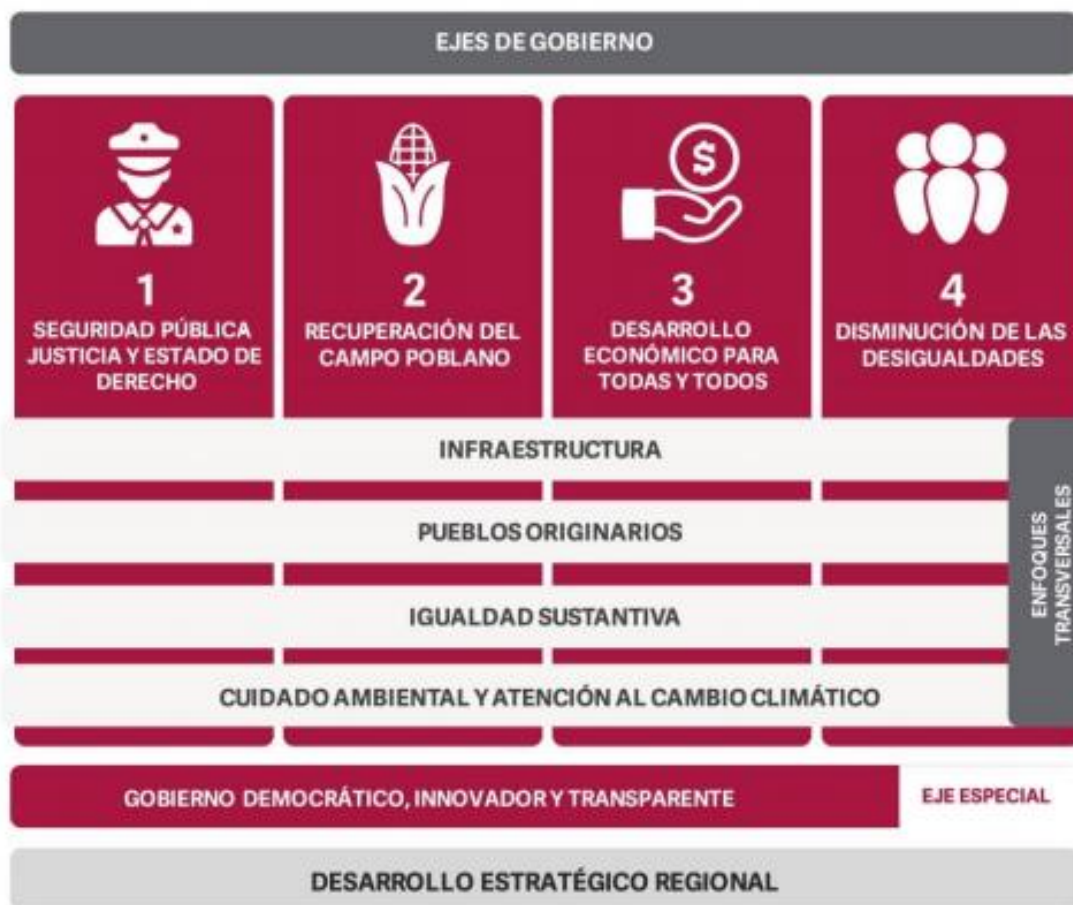 EJES DE GOBIERNO
$
1
SEGURIDAD PÚBLICA
JUSTICIA Y ESTADO DE
DERECHO
2
RECUPERACIÓN DEL
CAMPO POBLANO
3
DESARROLLO
ECONÓMICO PARA
TODAS Y TODOS
4
DISMINUCIÓN DE LAS
DESIGUALDADES
INFRAESTRUCTURA
PUEBLOS ORIGINARIOS
IGUALDAD SUSTANTIVA
CUIDADO AMBIENTAL Y ATENCIÓN AL CAMBIO CLIMÁTICO
ENFOQUES
TRANSVERSALES
GOBIERNO DEMOCRÁTICO, INNOVADOR Y TRANSPARENTE
EJE ESPECIAL
DESARROLLO ESTRATÉGICO REGIONAL